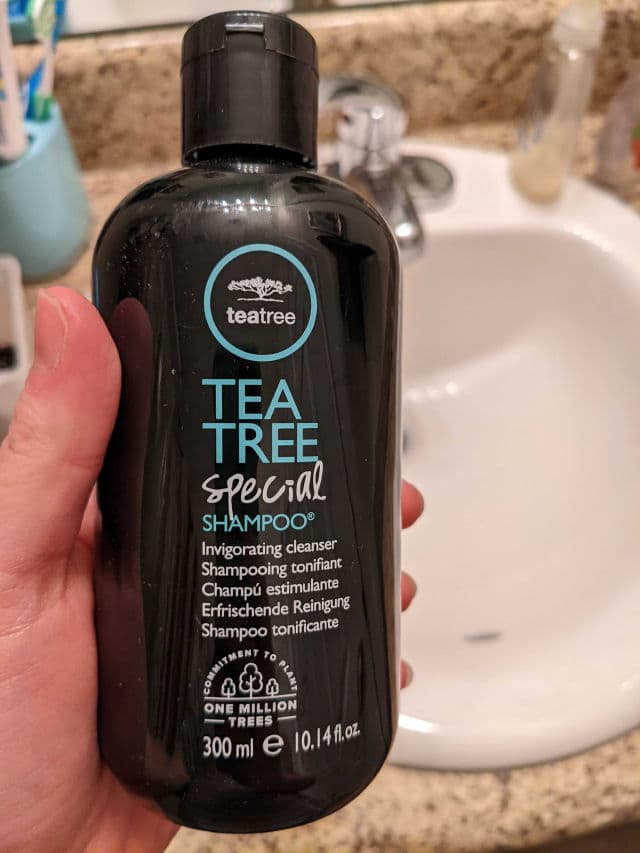 teatree
TEA
TREE
special
SHAMPOO®
Invigorating cleanser
Shampooing tonifiant
Champú estimulante
Erfrischende Reinigung
Shampoo tonificante
COMMITMENT TO PLANT
ONE MILLION
TREES
300 ml e 10.14 fl.oz.